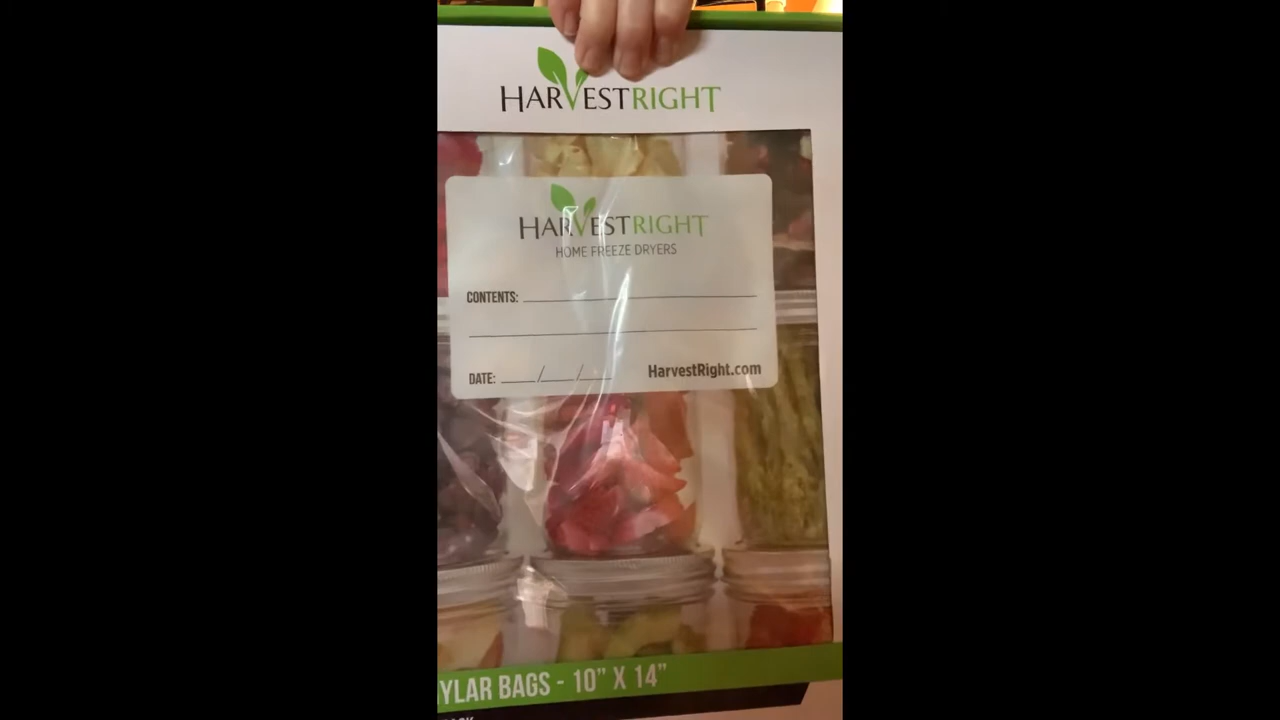 HARVESTRIGHT
HARVESTRIGHT
HOME FREEZE DRYERS
CONTENTS:
DATE: ___/___/___ HarvestRight.com
YLAR BAGS - 10” X 14”